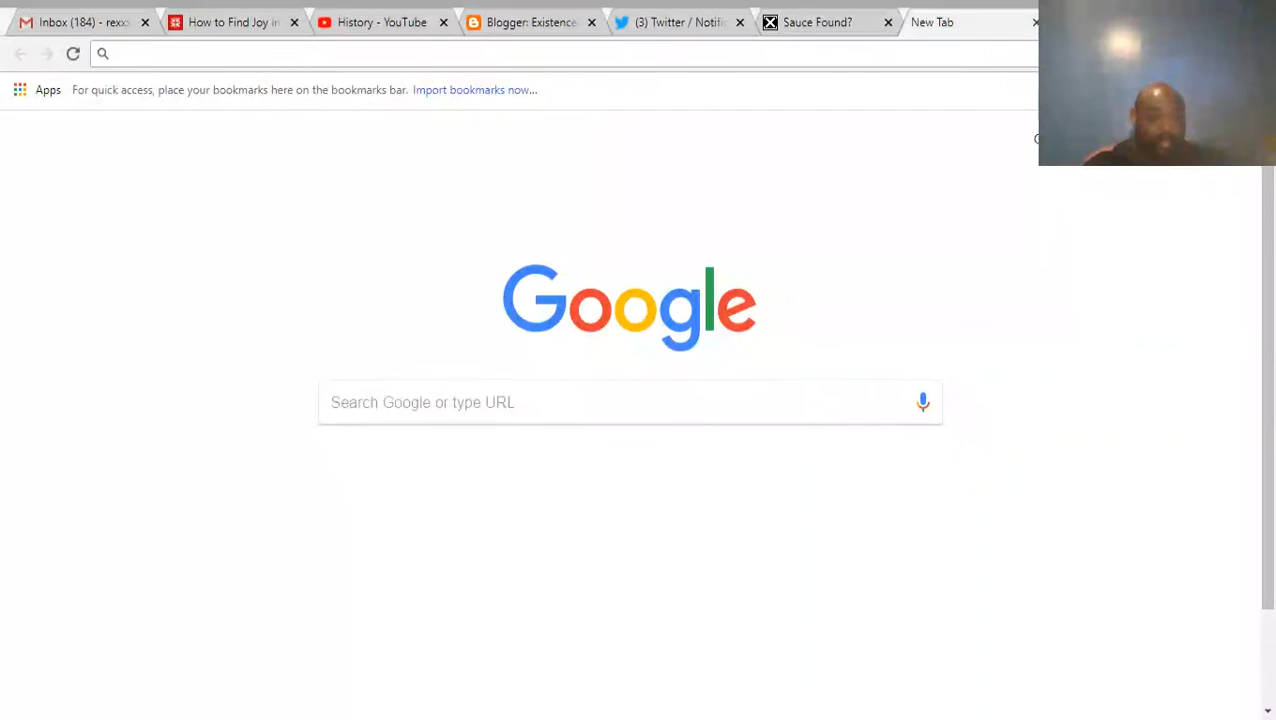 Inbox (184) - rexx
How to Find Joy in
History - YouTube
Blogger: Existence
(3) Twitter / Notifi
Sauce Found?
New Tab
Apps
For quick access, place your bookmarks here on the bookmarks bar. Import bookmarks now...
Google
Search Google or type URL